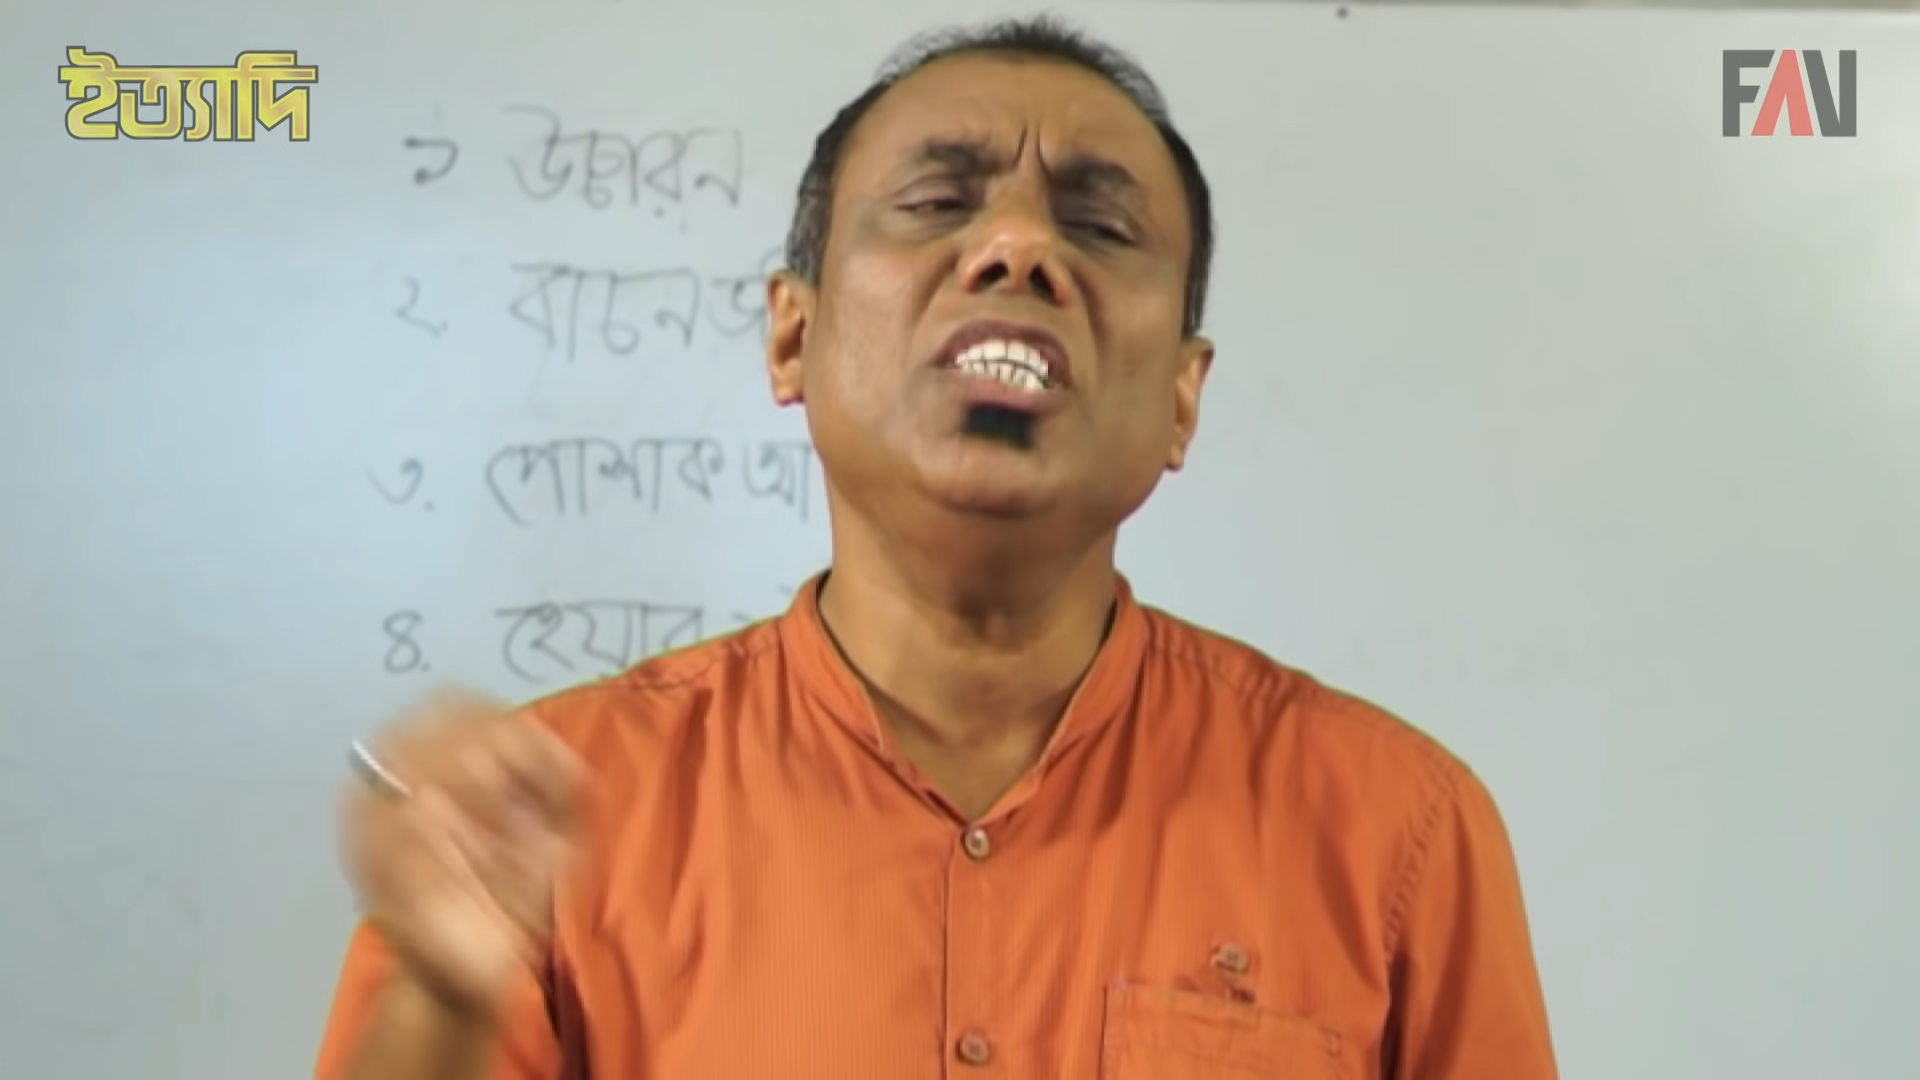 ইত্যাদি
FAV
১ উচ্চারন
২. বাচনভ
৩. পোশাক আ
৪. হেয়ার